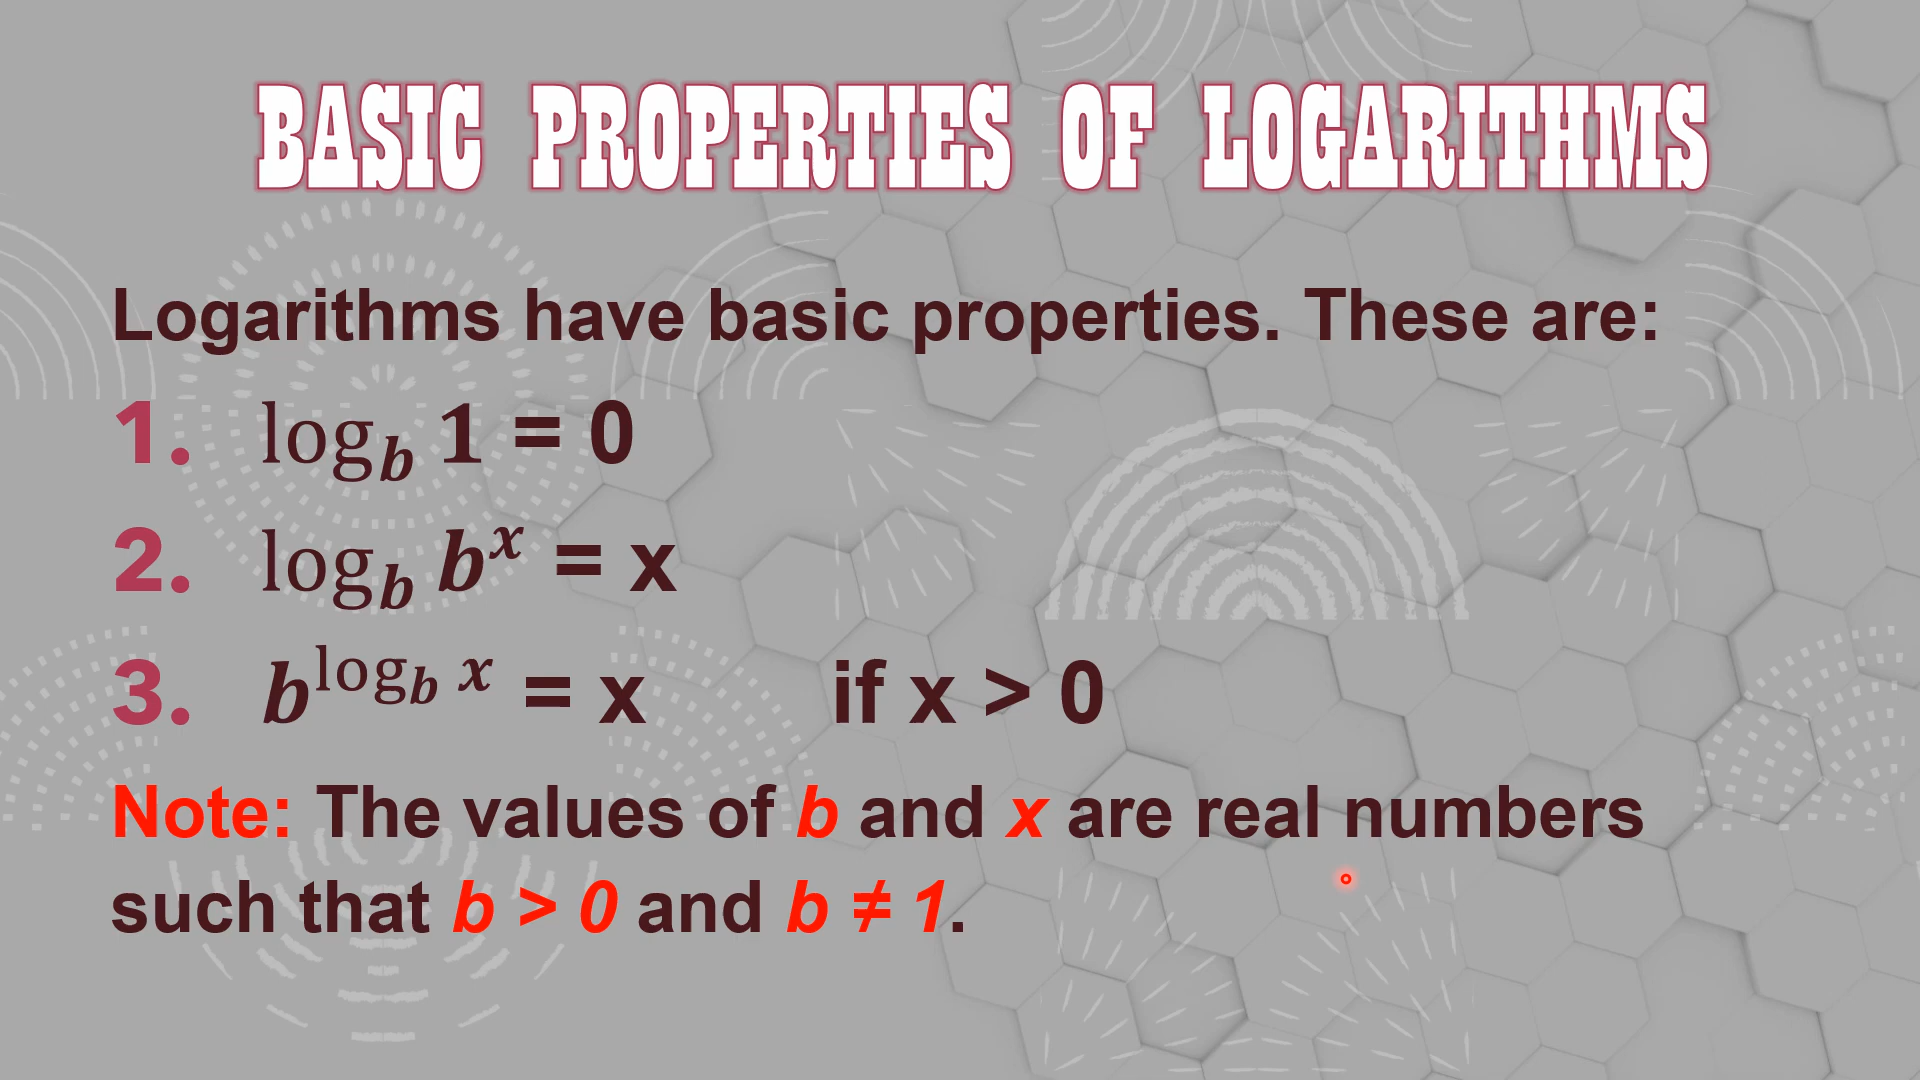 BASIC PROPERTIES OF LOGARITHMS
Logarithms have basic properties. These are:
1. log_b 1 = 0
2. log_b b^x = x
3. b^(log_b x) = x if x > 0
Note: The values of b and x are real numbers
such that b > 0 and b ≠ 1.